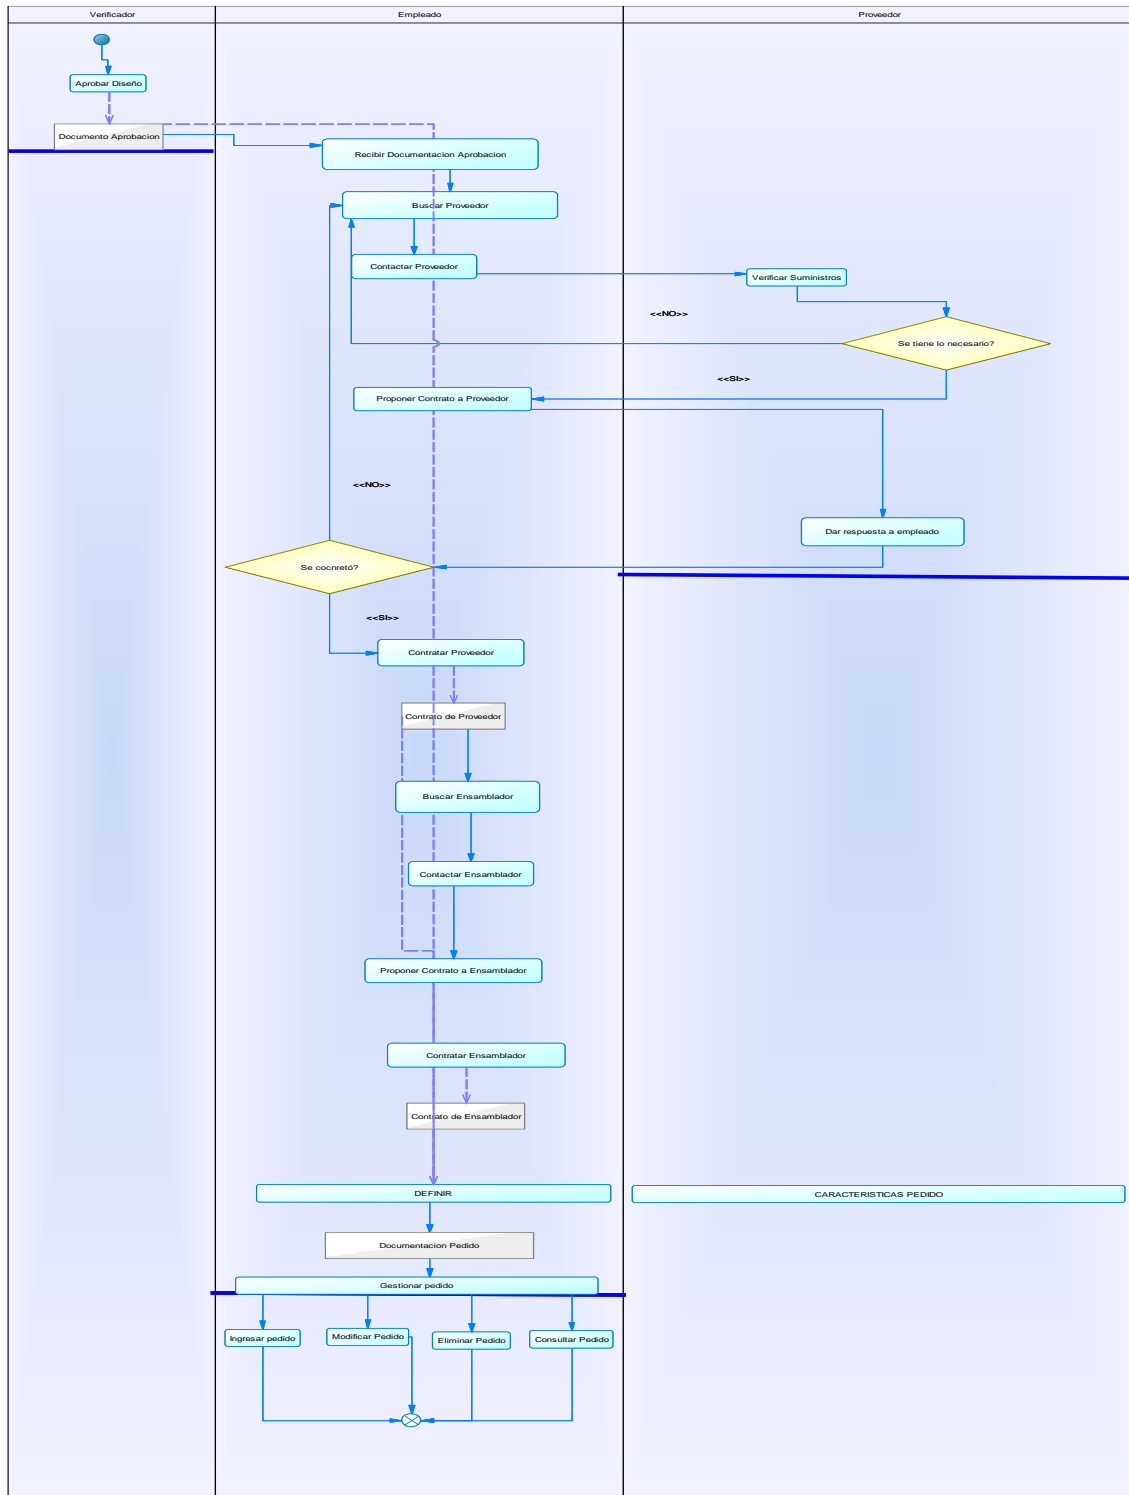 Verificador
Empleado
Proveedor
Aprobar Diseño
Documento Aprobacion
Recibir Documentacion Aprobacion
Buscar Proveedor
Contactar Proveedor
Verificar Suministros
<<NO>>
Se tiene lo necesario?
<<SI>>
Proponer Contrato a Proveedor
<<NO>>
Dar respuesta a empleado
Se cocnretó?
<<SI>>
Contratar Proveedor
Contrato de Proveedor
Buscar Ensamblador
Contactar Ensamblador
Proponer Contrato a Ensamblador
Contratar Ensamblador
Contrato de Ensamblador
DEFINIR
CARACTERISTICAS PEDIDO
Documentacion Pedido
Gestionar pedido
Ingresar pedido
Modificar Pedido
Eliminar Pedido
Consultar Pedido